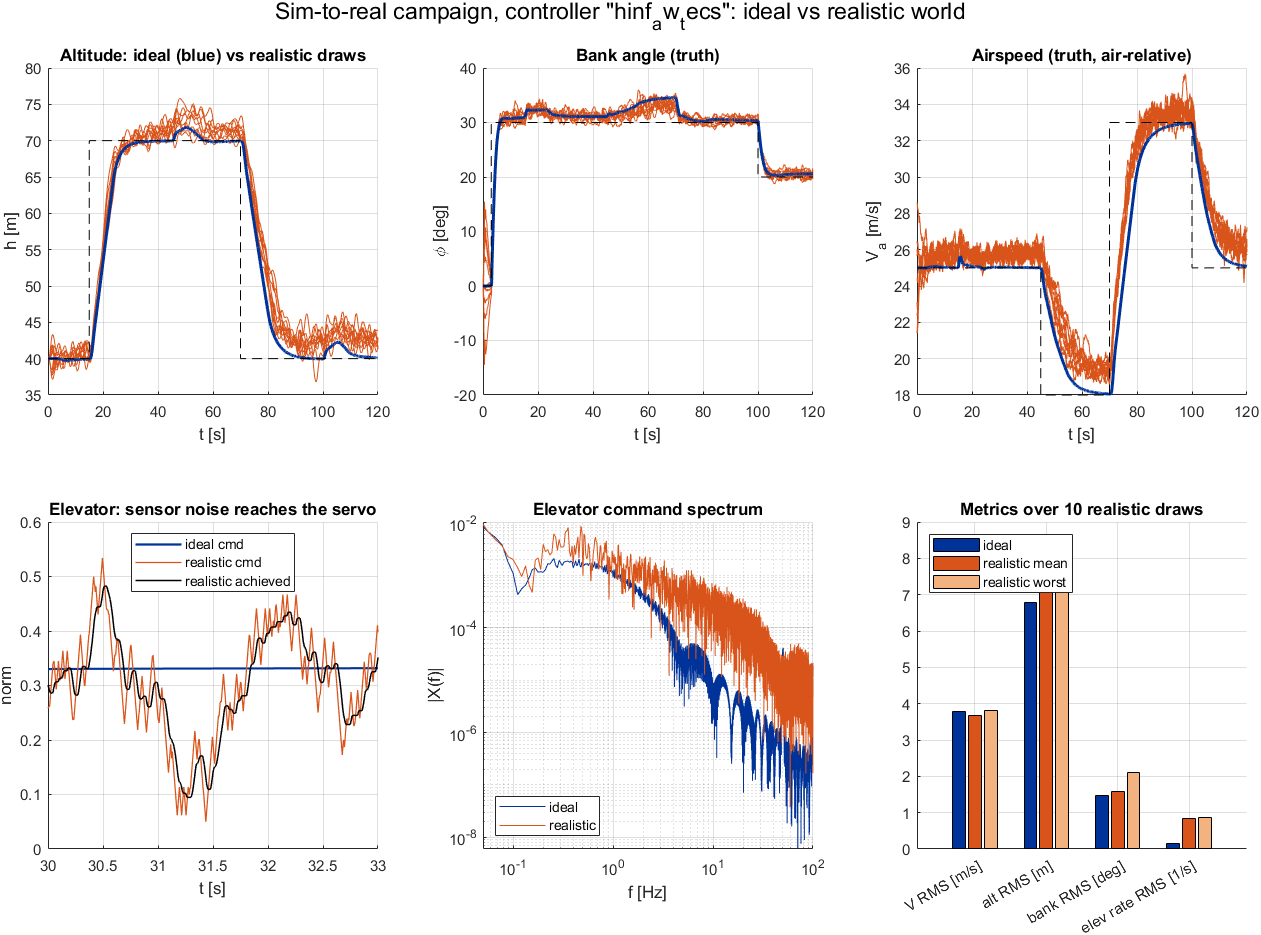 Sim-to-real campaign, controller "hinf_aw_tecs": ideal vs realistic world
Altitude: ideal (blue) vs realistic draws
80
75
70
65
60
55
50
45
40
35
h [m]
0 20 40 60 80 100 120
t [s]
Bank angle (truth)
40
30
20
10
0
-10
-20
ϕ [deg]
0 20 40 60 80 100 120
t [s]
Airspeed (truth, air-relative)
36
34
32
30
28
26
24
22
20
18
V_a [m/s]
0 20 40 60 80 100 120
t [s]
Elevator: sensor noise reaches the servo
ideal cmd
realistic cmd
realistic achieved
0.6
0.5
0.4
0.3
0.2
0.1
0
norm
30 30.5 31 31.5 32 32.5 33
t [s]
Elevator command spectrum
10^-2
10^-4
10^-6
10^-8
|X(f)|
ideal
realistic
10^-1 10^0 10^1 10^2
f [Hz]
Metrics over 10 realistic draws
ideal
realistic mean
realistic worst
9
8
7
6
5
4
3
2
1
0
V RMS [m/s]
alt RMS [m]
bank RMS [deg]
elev rate RMS [1/s]